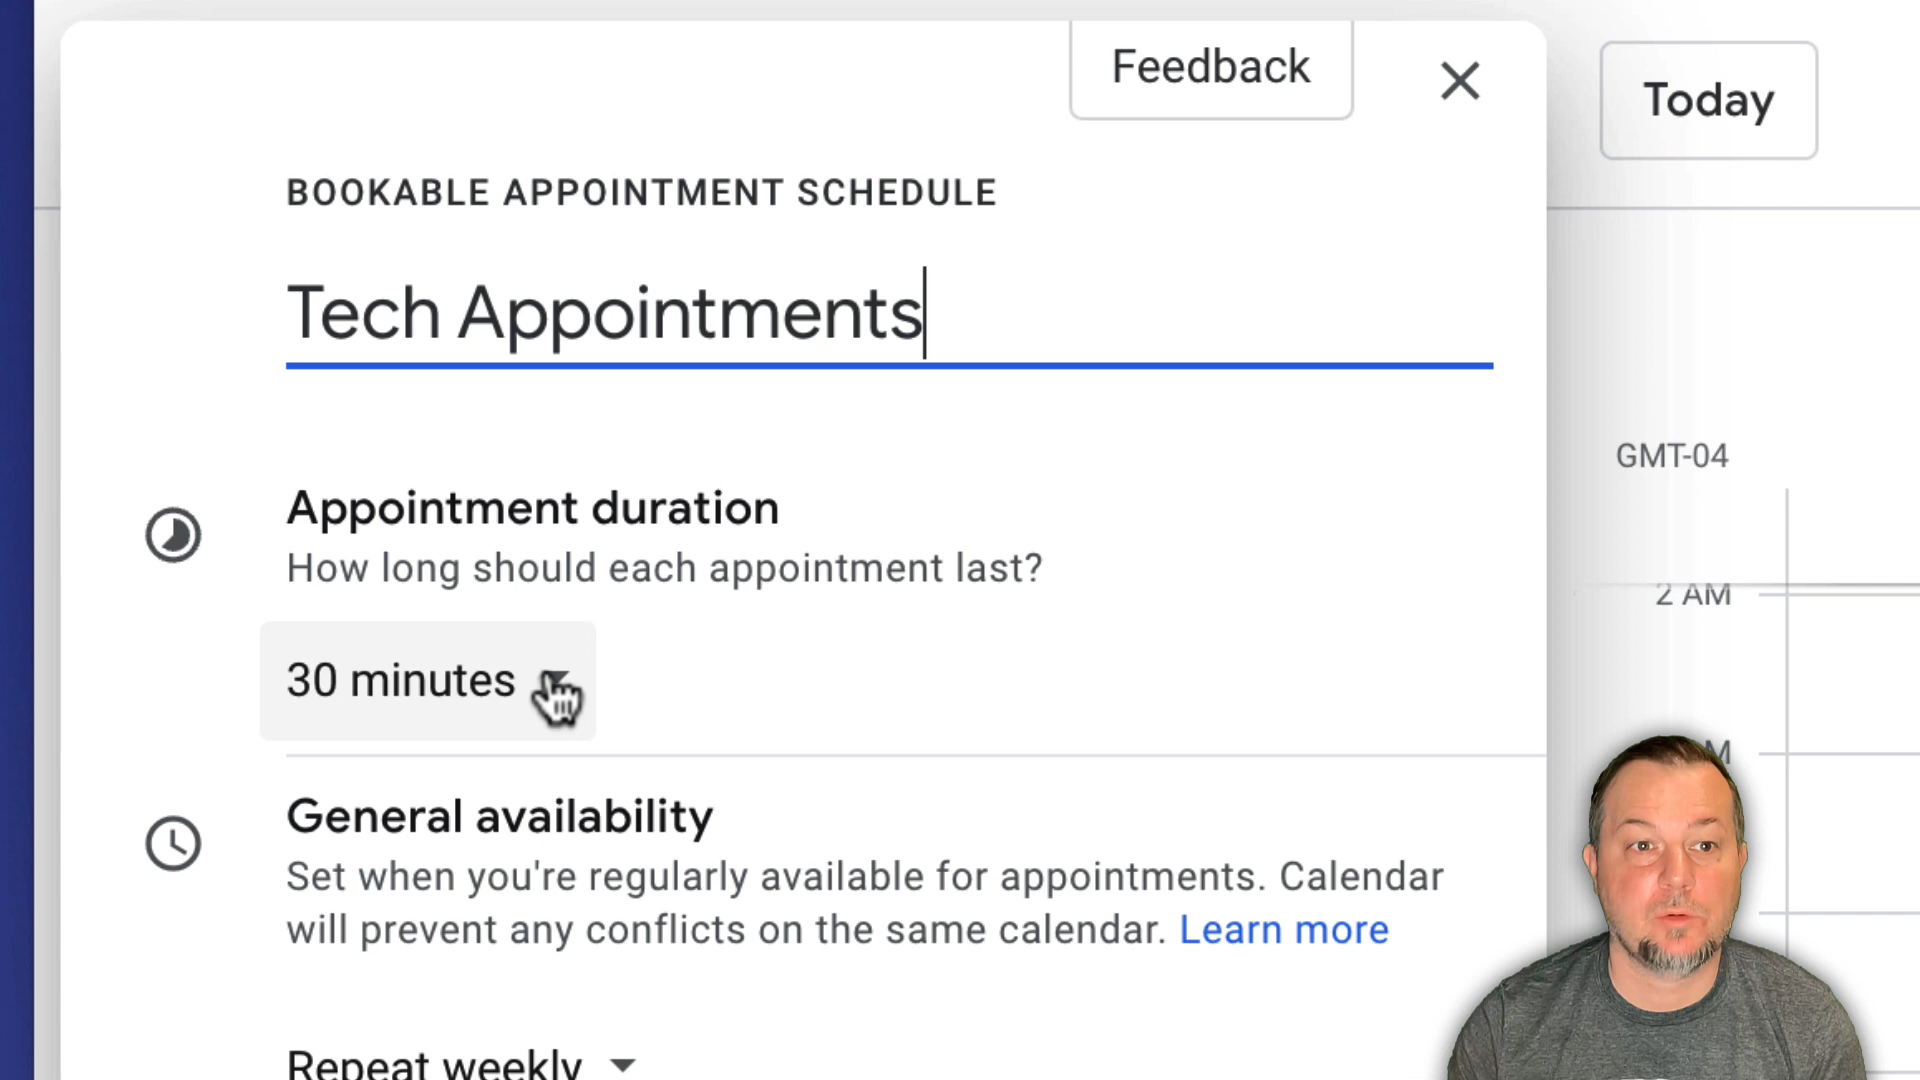 Feedback
Today
BOOKABLE APPOINTMENT SCHEDULE
Tech Appointments
GMT-04
Appointment duration
How long should each appointment last?
2 AM
30 minutes
General availability
Set when you're regularly available for appointments. Calendar
will prevent any conflicts on the same calendar. Learn more
Repeat weekly